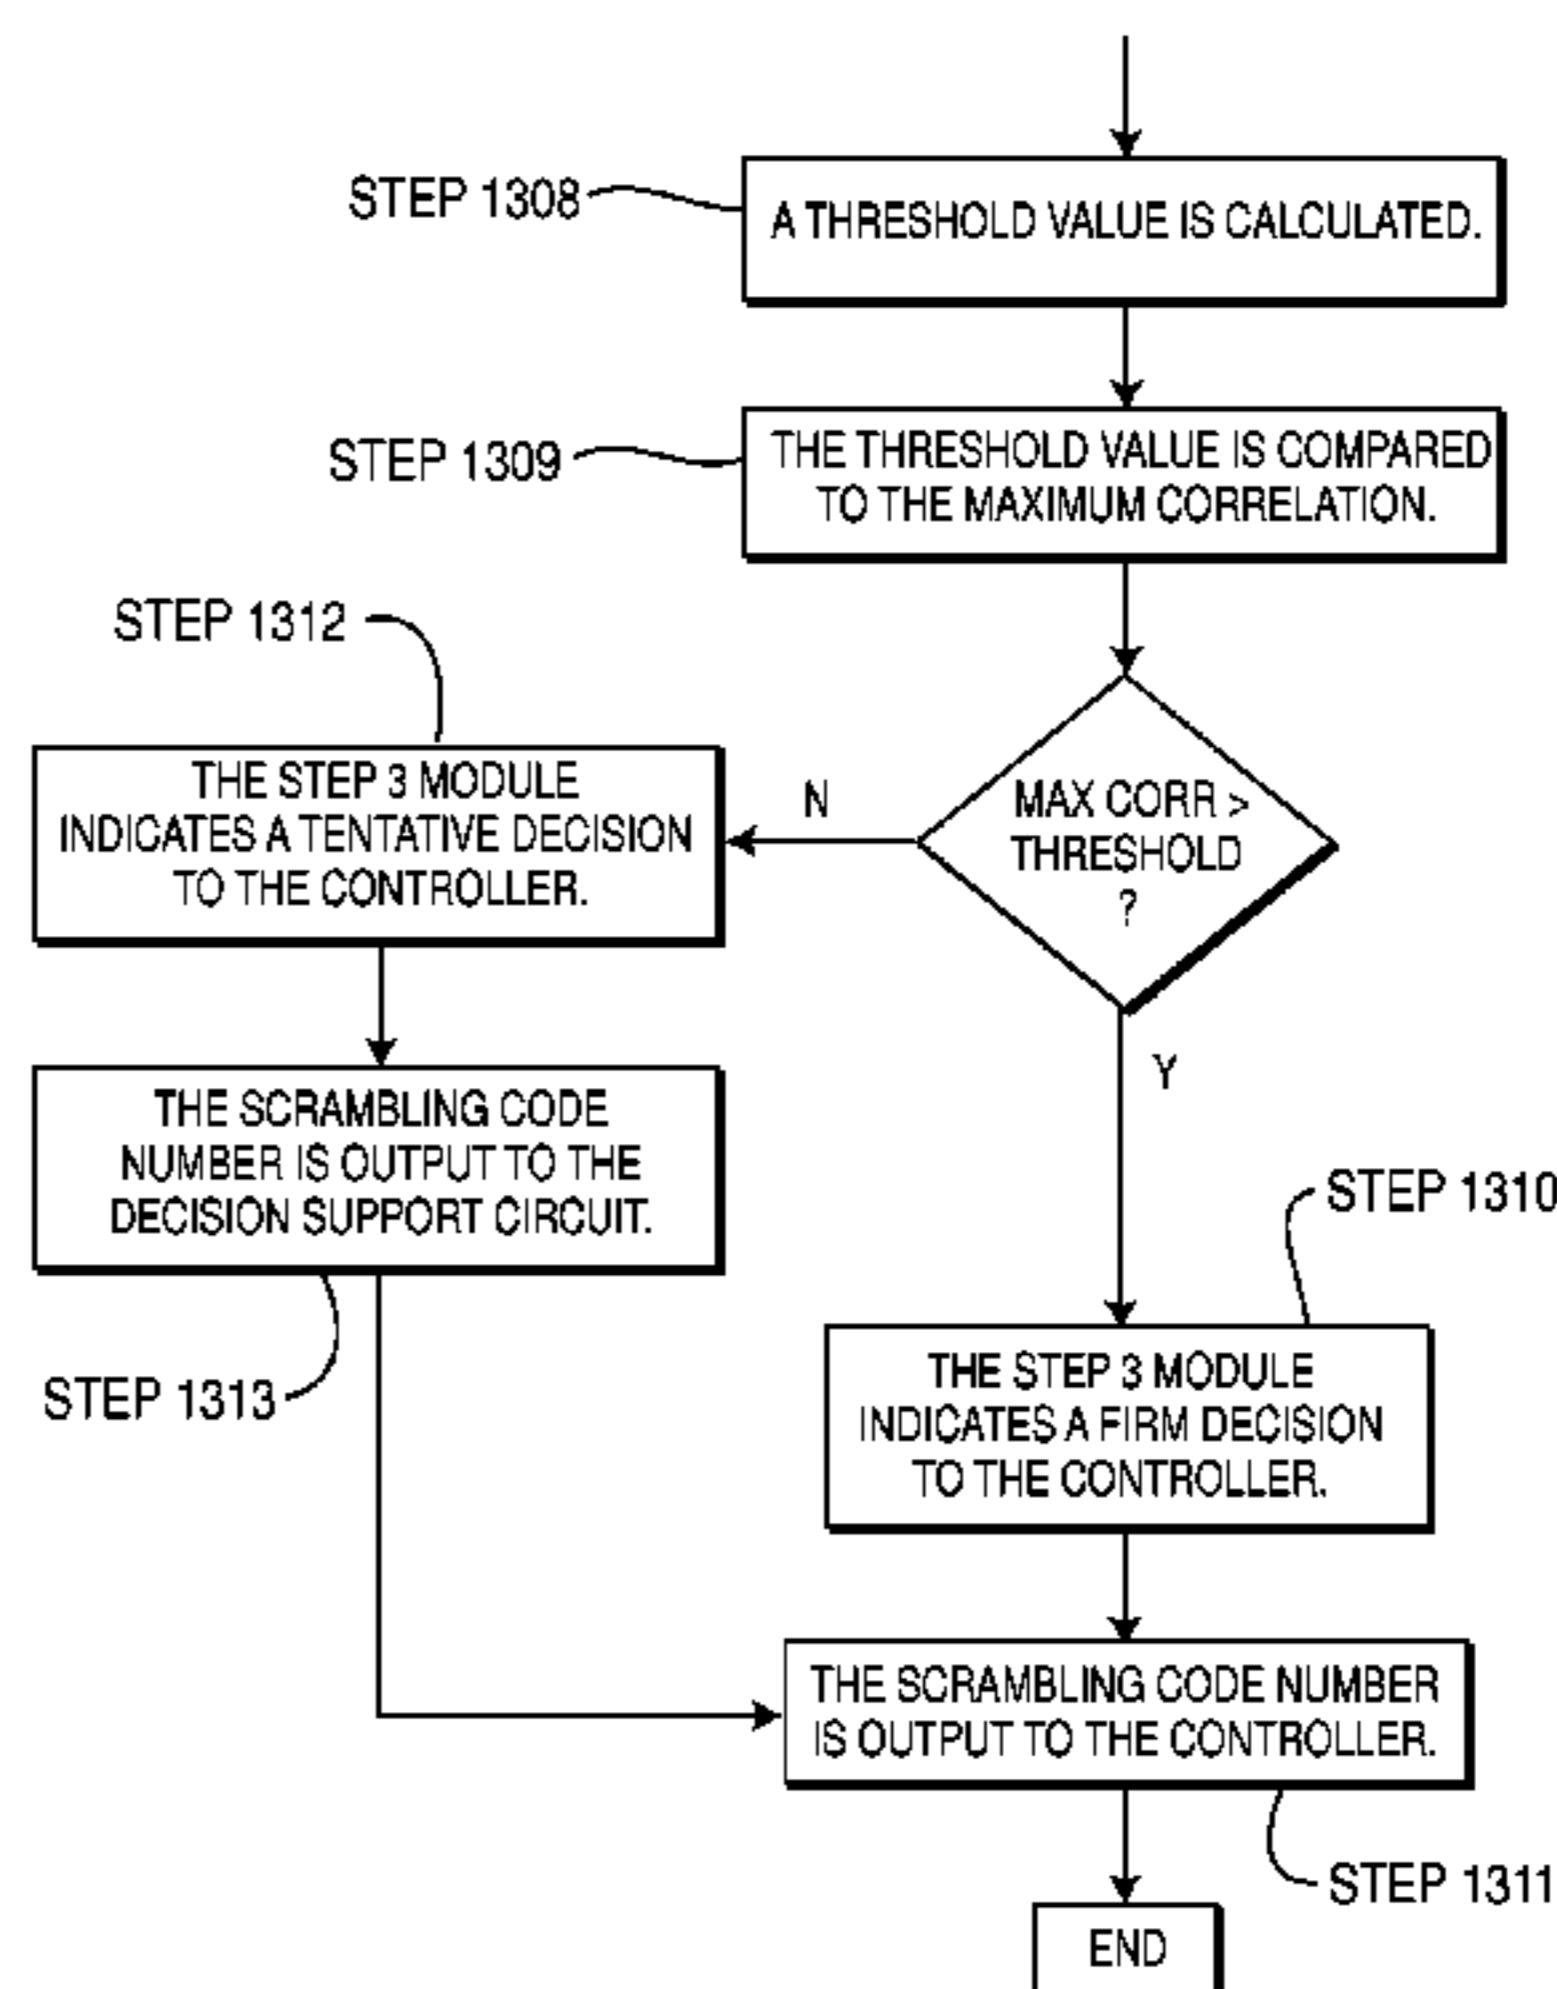 STEP 1308
A THRESHOLD VALUE IS CALCULATED.
STEP 1309
THE THRESHOLD VALUE IS COMPARED
TO THE MAXIMUM CORRELATION.
STEP 1312
THE STEP 3 MODULE
INDICATES A TENTATIVE DECISION
TO THE CONTROLLER.
N
MAX CORR >
THRESHOLD
?
Y
THE SCRAMBLING CODE
NUMBER IS OUTPUT TO THE
DECISION SUPPORT CIRCUIT.
STEP 1313
STEP 1310
THE STEP 3 MODULE
INDICATES A FIRM DECISION
TO THE CONTROLLER.
THE SCRAMBLING CODE NUMBER
IS OUTPUT TO THE CONTROLLER.
STEP 1311
END